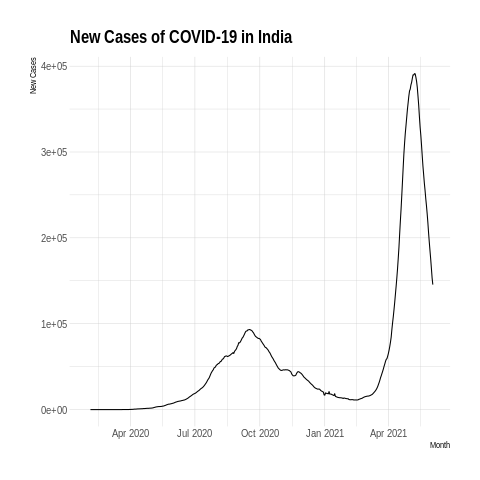 New Cases of COVID-19 in India
New Cases
4e+05
3e+05
2e+05
1e+05
0e+00
Apr 2020 Jul 2020 Oct 2020 Jan 2021 Apr 2021
Month